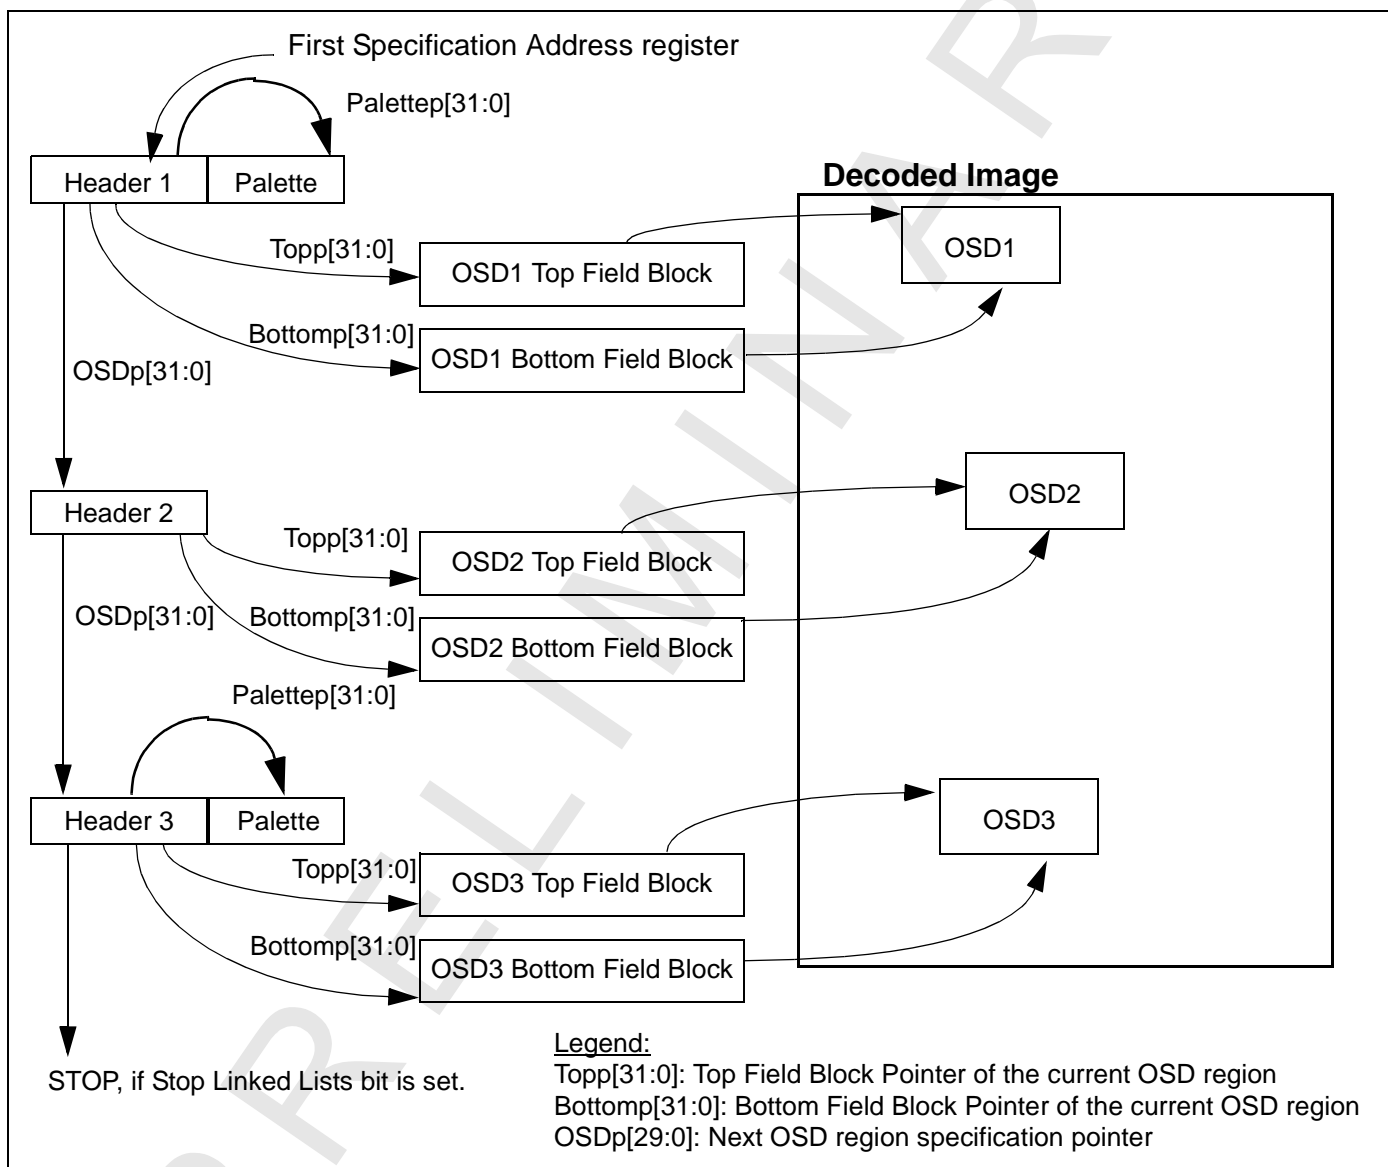 First Specification Address register
Palettep[31:0]
Header 1
Palette
Decoded Image
Topp[31:0]
OSD1 Top Field Block
OSD1
Bottomp[31:0]
OSD1 Bottom Field Block
OSDp[31:0]
Header 2
Topp[31:0]
OSD2 Top Field Block
OSD2
OSDp[31:0]
Bottomp[31:0]
OSD2 Bottom Field Block
Palettep[31:0]
Header 3
Palette
Topp[31:0]
OSD3 Top Field Block
OSD3
Bottomp[31:0]
OSD3 Bottom Field Block
STOP, if Stop Linked Lists bit is set.
Legend:
Topp[31:0]: Top Field Block Pointer of the current OSD region
Bottomp[31:0]: Bottom Field Block Pointer of the current OSD region
OSDp[29:0]: Next OSD region specification pointer
PRELIMINAR